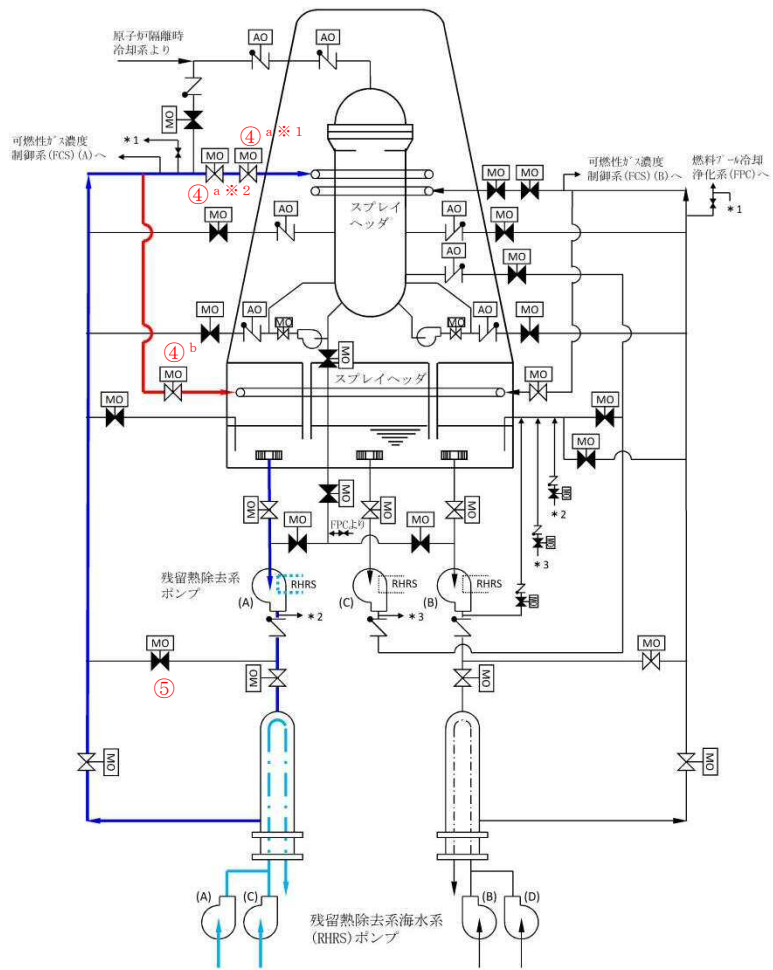 原子炉隔離時
冷却系より
AO
AO
MO
可燃性ガス濃度
制御系(FCS)(A)へ
*1
④ a※1
MO
MO
④ a※2
可燃性ガス濃度
制御系(FCS)(B)へ
燃料プール冷却
浄化系(FPC)へ
*1
MO
MO
スプレイ
ヘッダ
MO
AO
AO
MO
AO
MO
MO
AO
MO
MO
AO
MO
MO
④ b
MO
スプレイヘッダ
MO
MO
MO
MO
MO
MO
MO
MO
MO
MO
FPCより
MO
MO
*2
MO
*3
MO
残留熱除去系
ポンプ
(A)
RHRS
(C)
RHRS
(B)
RHRS
*2
*3
MO
⑤
MO
MO
MO
MO
MO
(A)
(C)
残留熱除去系海水系
(RHRS)ポンプ
(B)
(D)